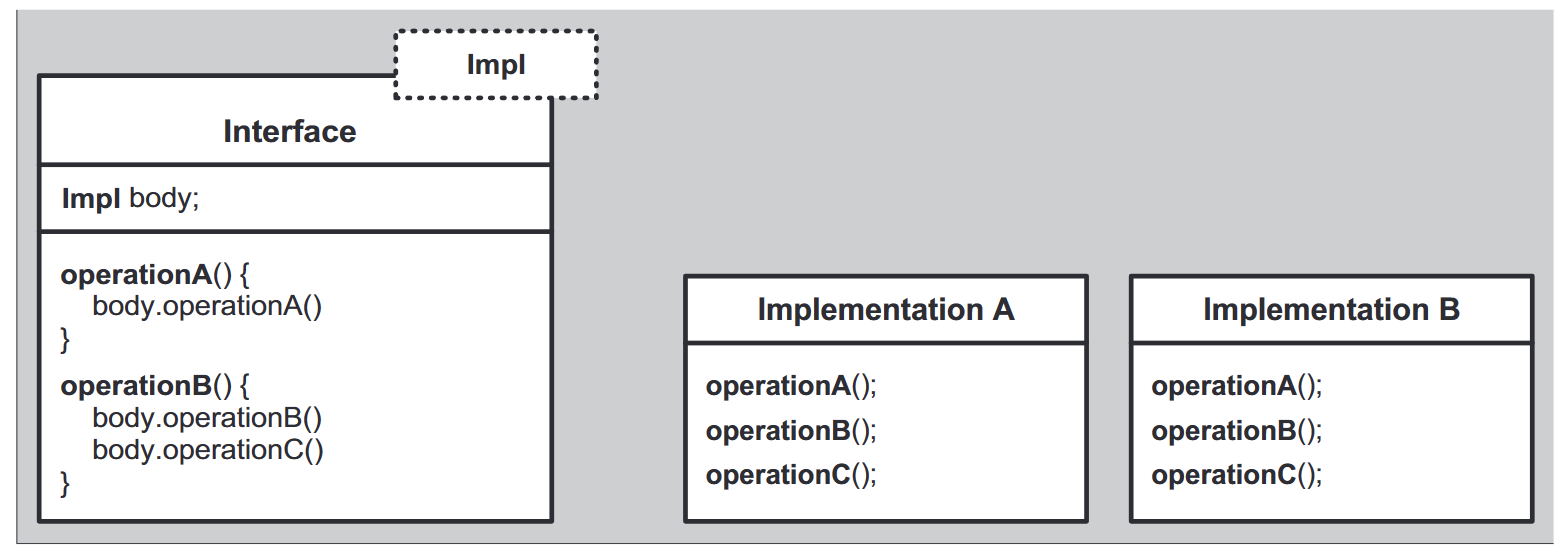 Impl
Interface
Impl body;
operationA() {
body.operationA()
}
operationB() {
body.operationB()
body.operationC()
}
Implementation A
operationA();
operationB();
operationC();
Implementation B
operationA();
operationB();
operationC();